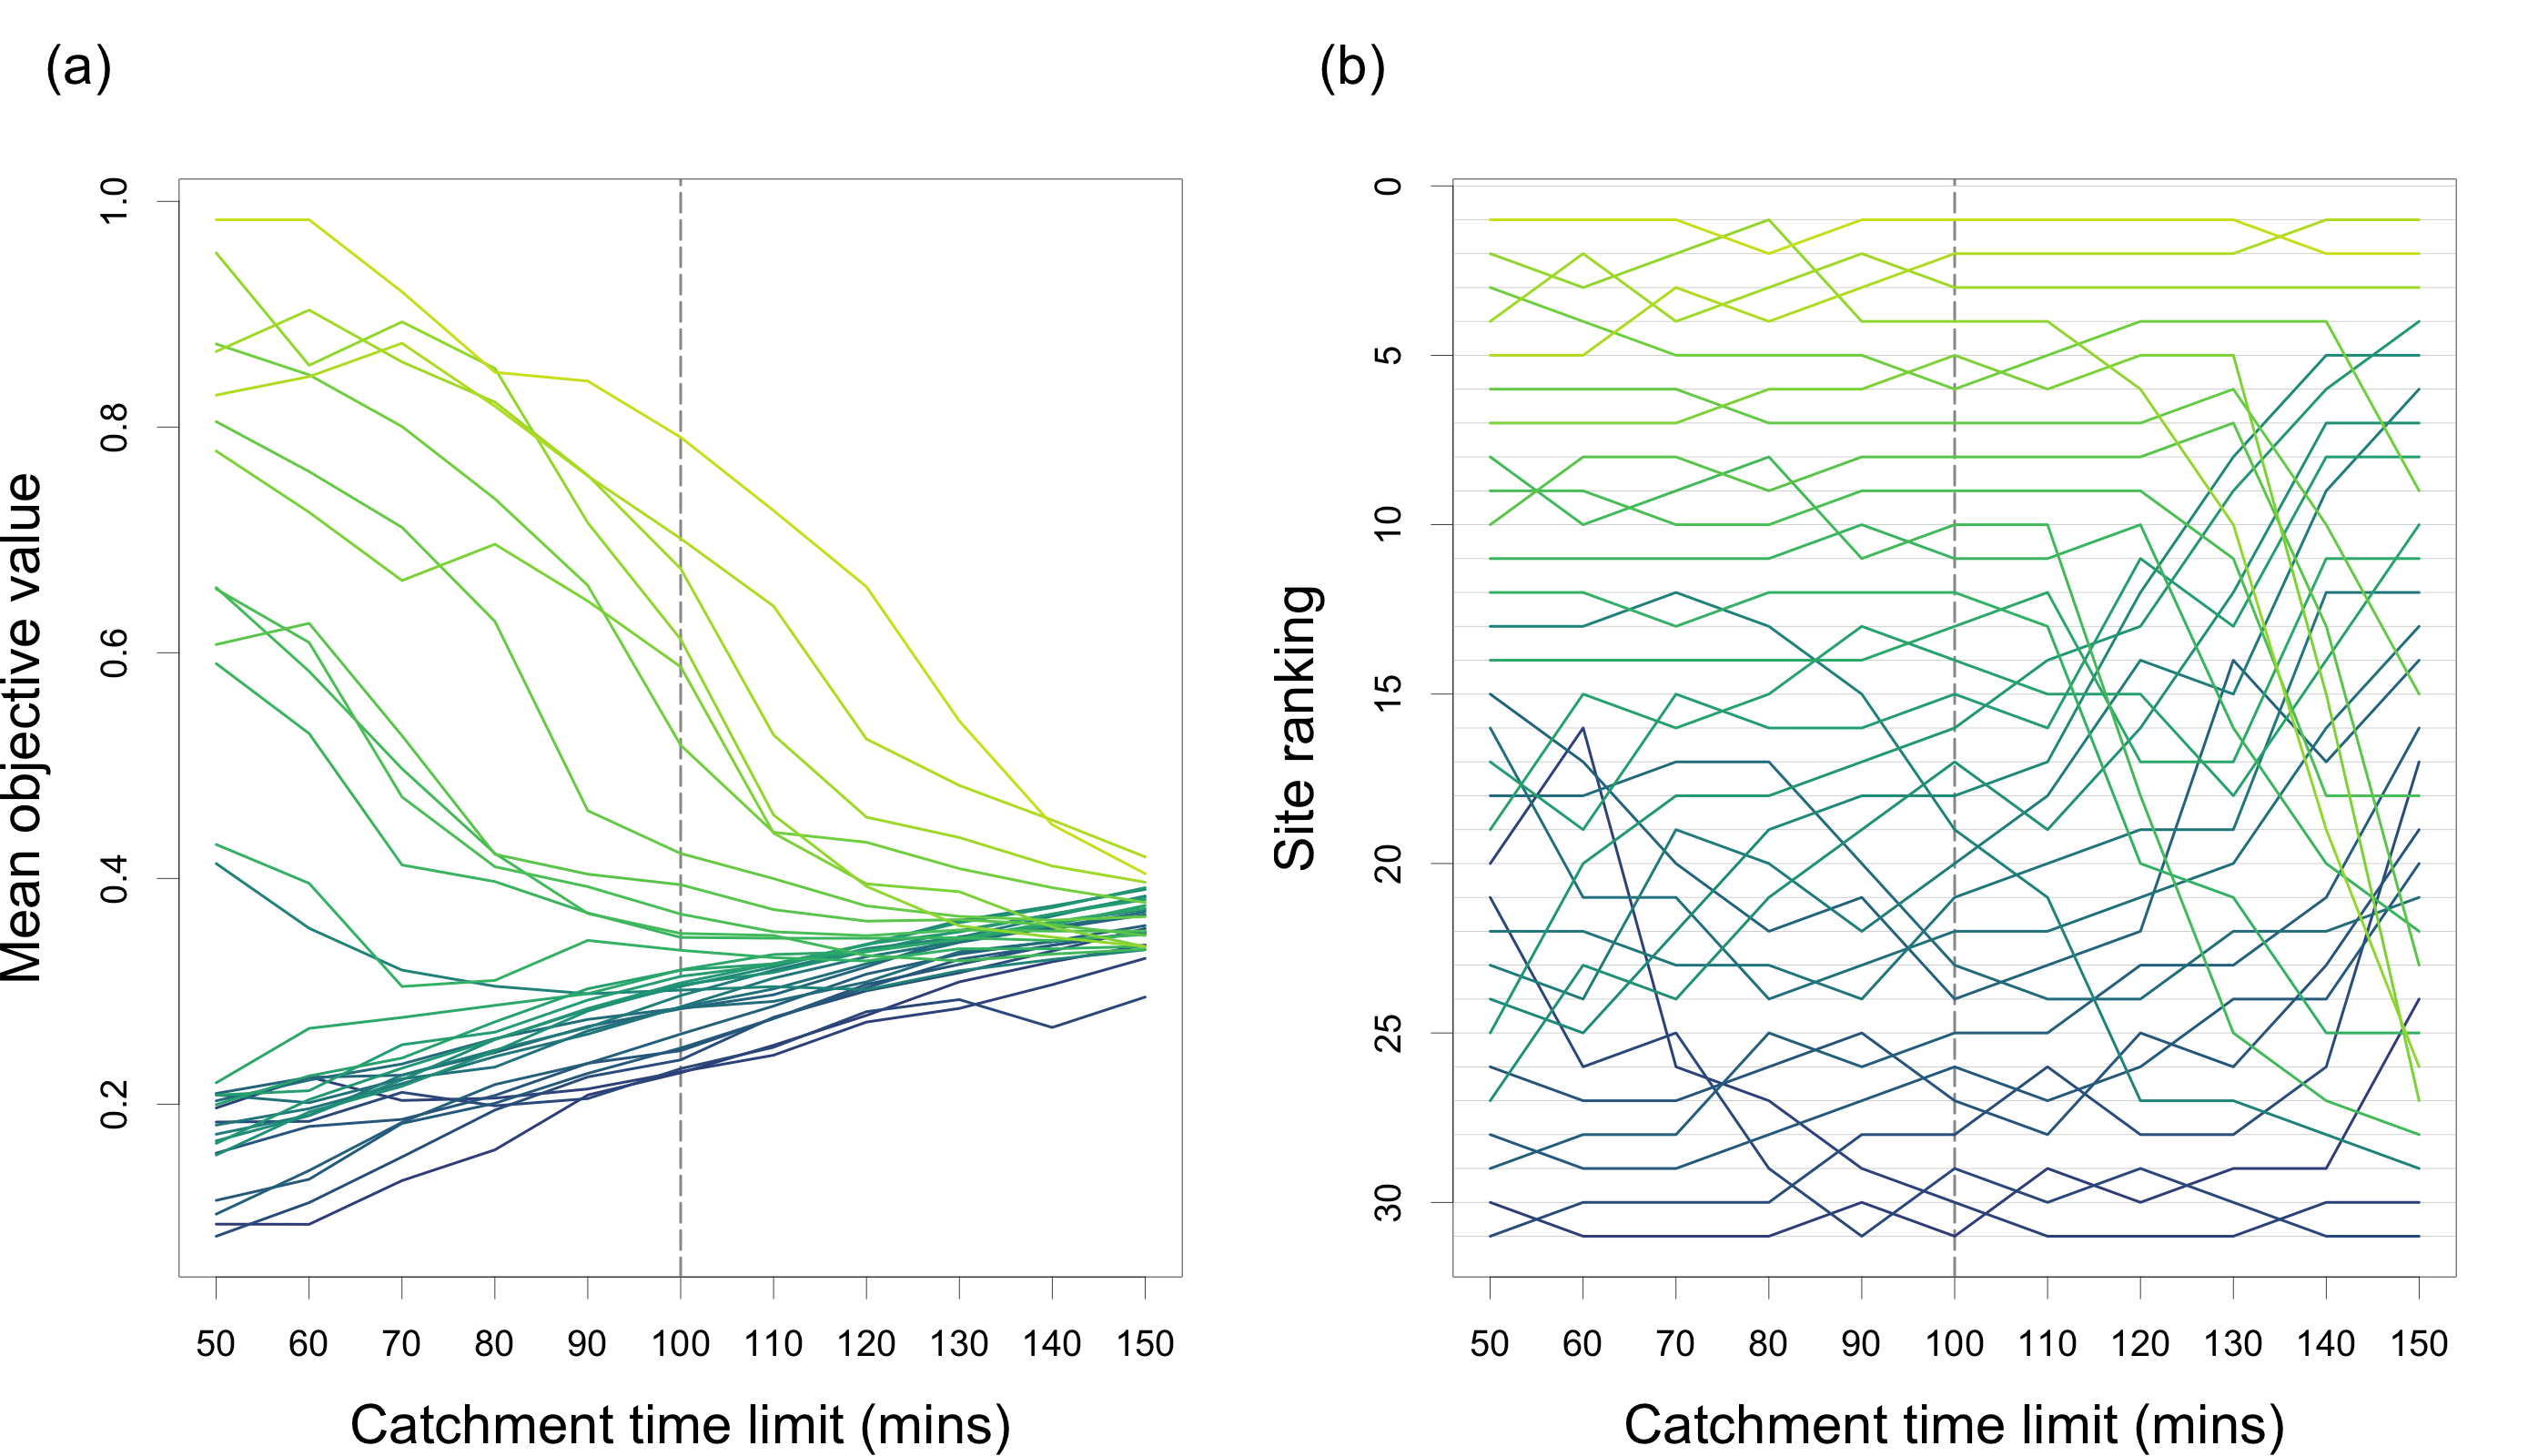 (a)
(b)
Mean objective value
1.0
0.8
0.6
0.4
0.2
50 60 70 80 90 100 110 120 130 140 150
Catchment time limit (mins)
Site ranking
0
5
10
15
20
25
30
50 60 70 80 90 100 110 120 130 140 150
Catchment time limit (mins)